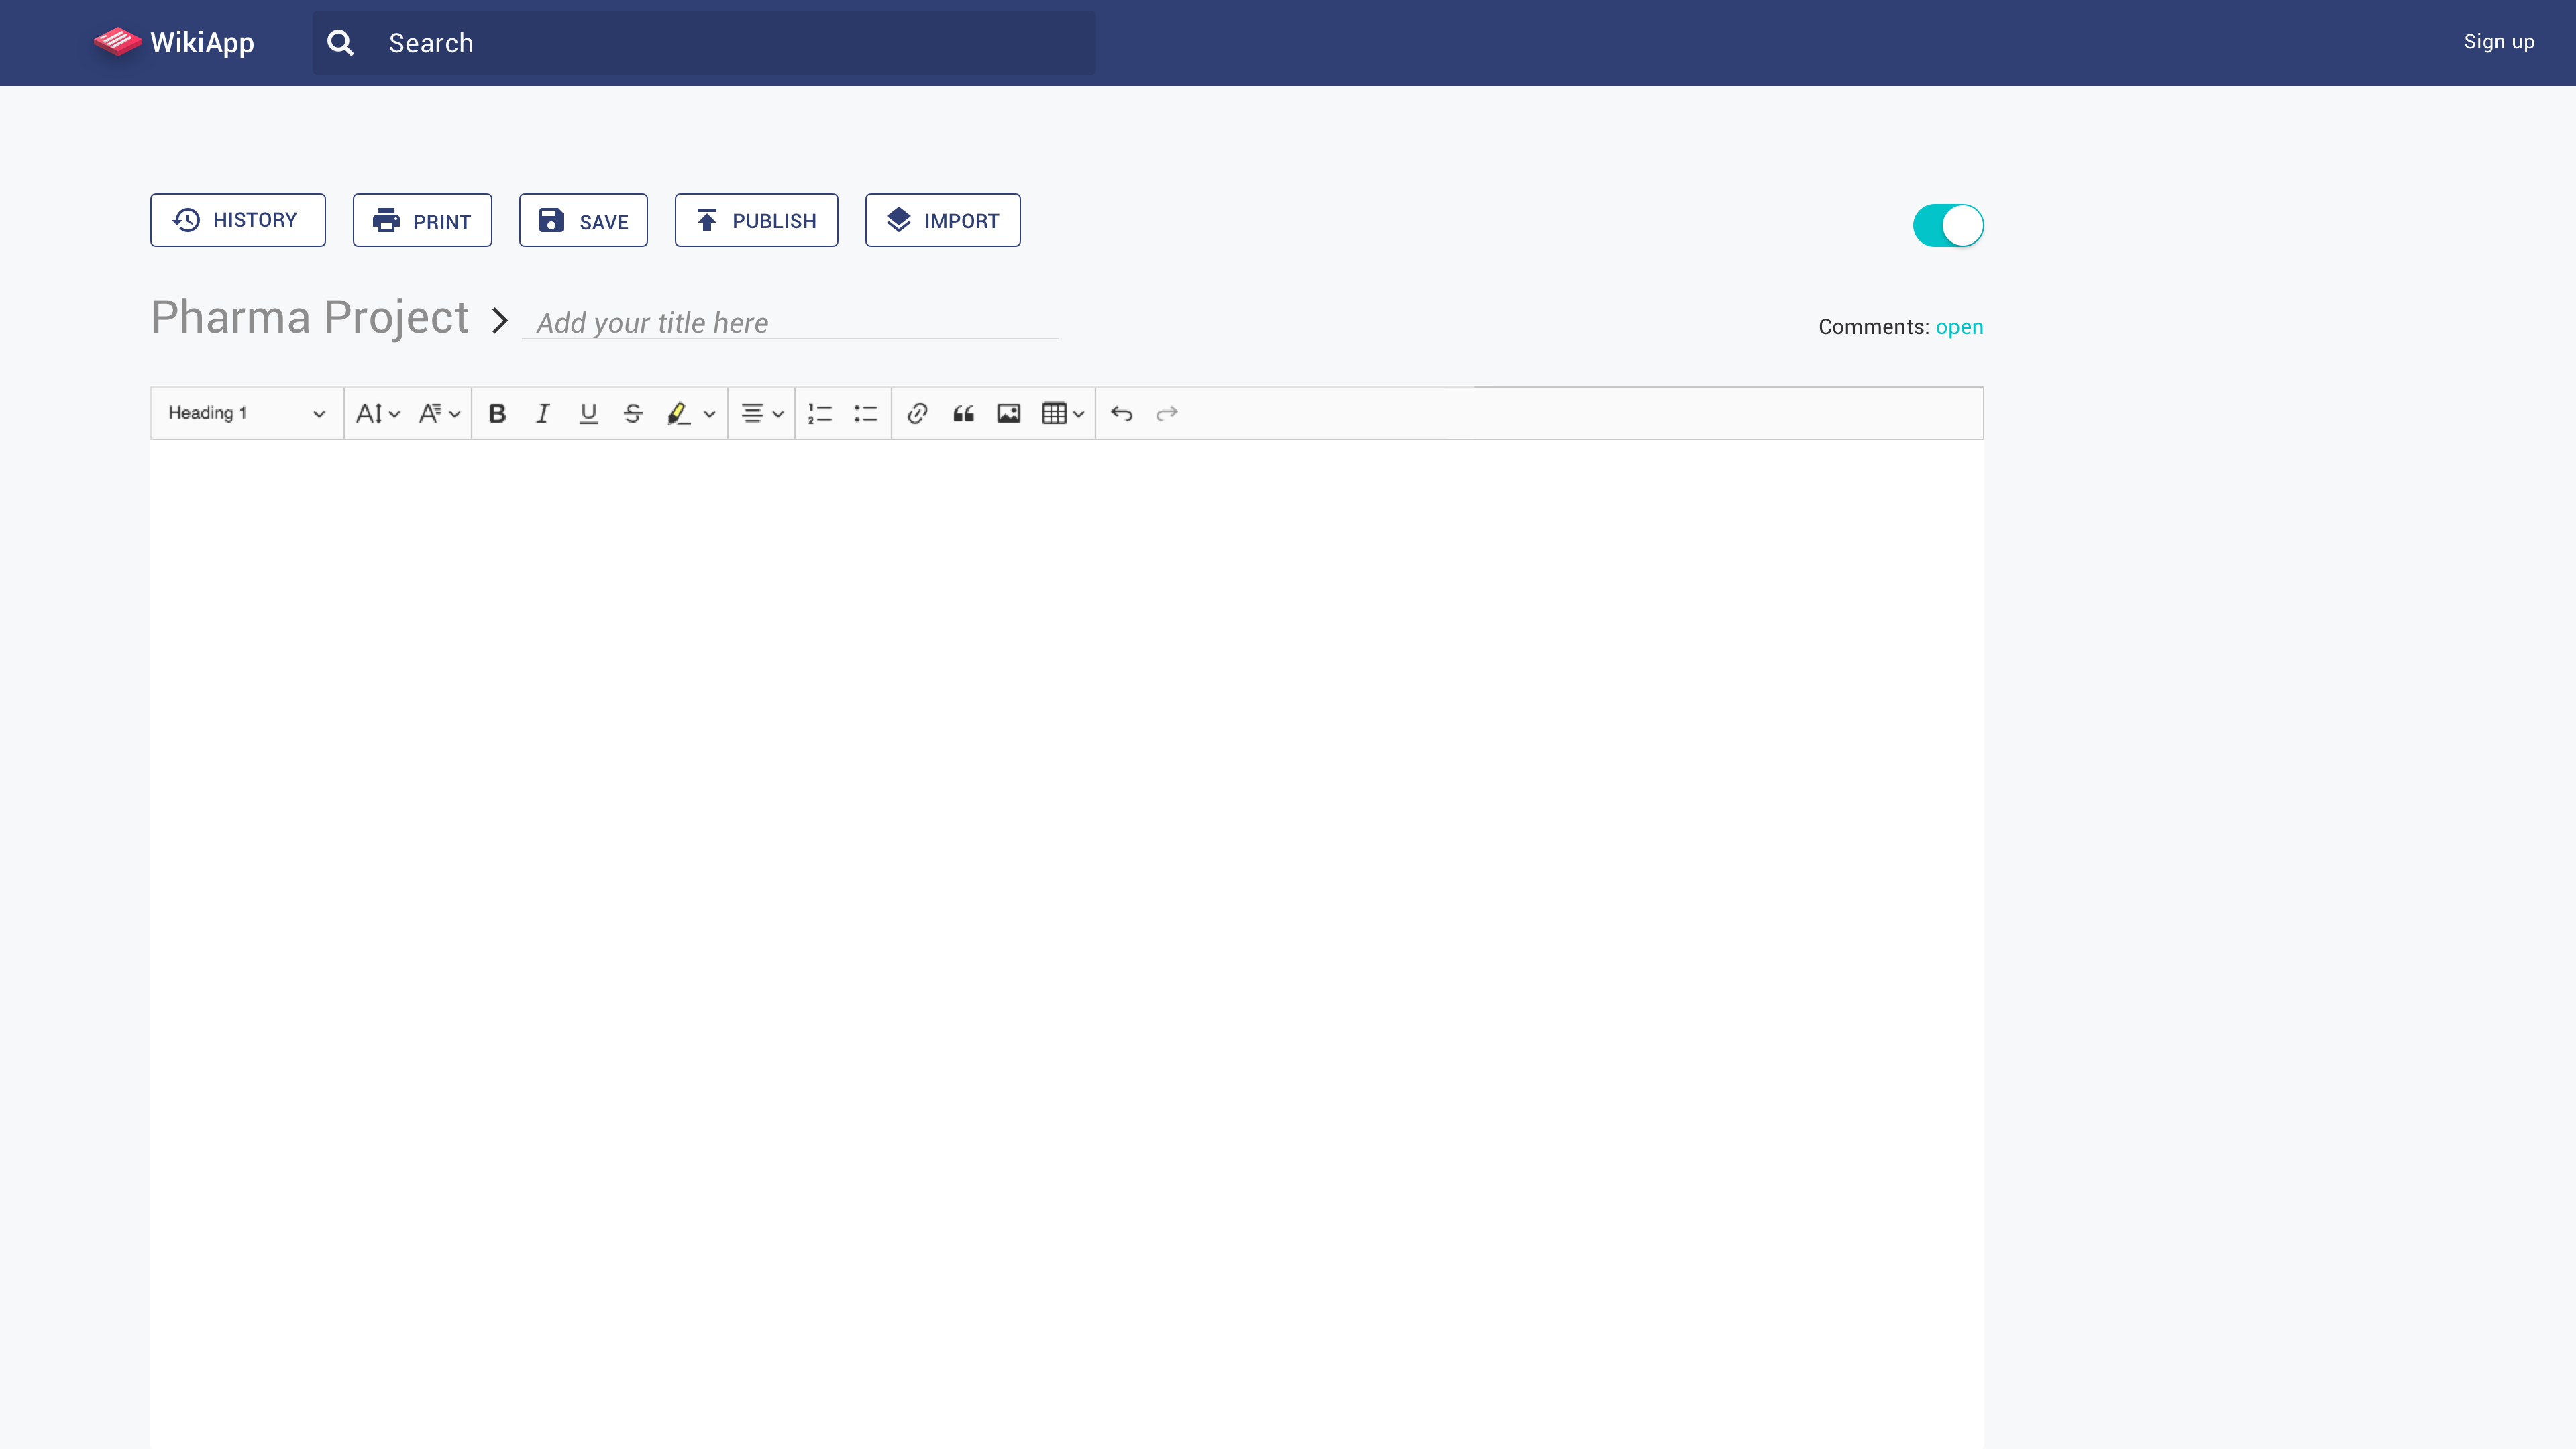 WikiApp Search Sign up
HISTORY PRINT SAVE PUBLISH IMPORT
Pharma Project > Add your title here
Comments: open
Heading 1